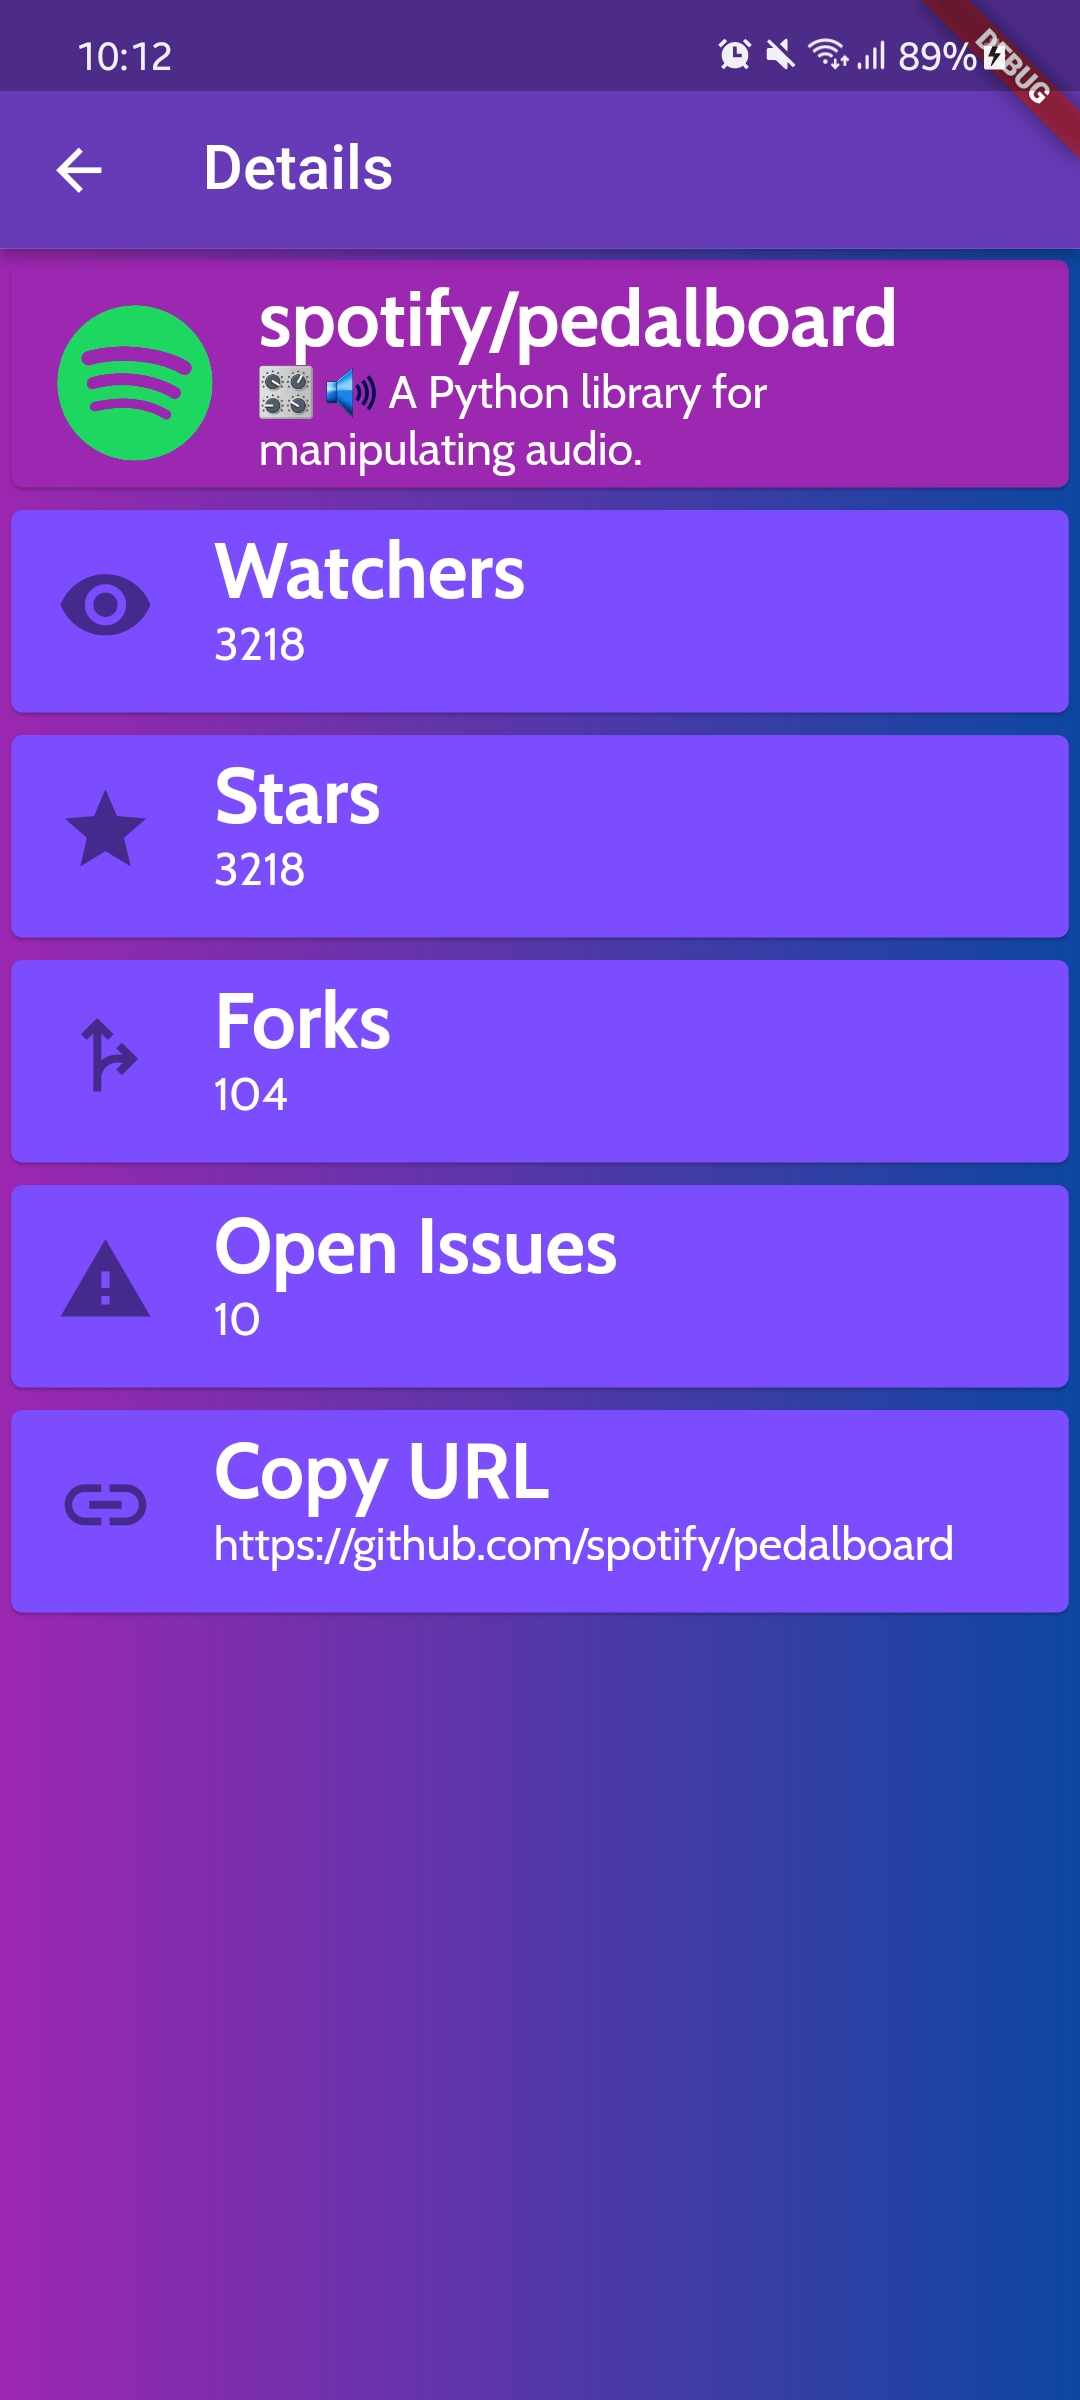 10:12
89%
DEBUG
Details
spotify/pedalboard
🎛️ 🔊 A Python library for
manipulating audio.
Watchers
3218
Stars
3218
Forks
104
Open Issues
10
Copy URL
https://github.com/spotify/pedalboard